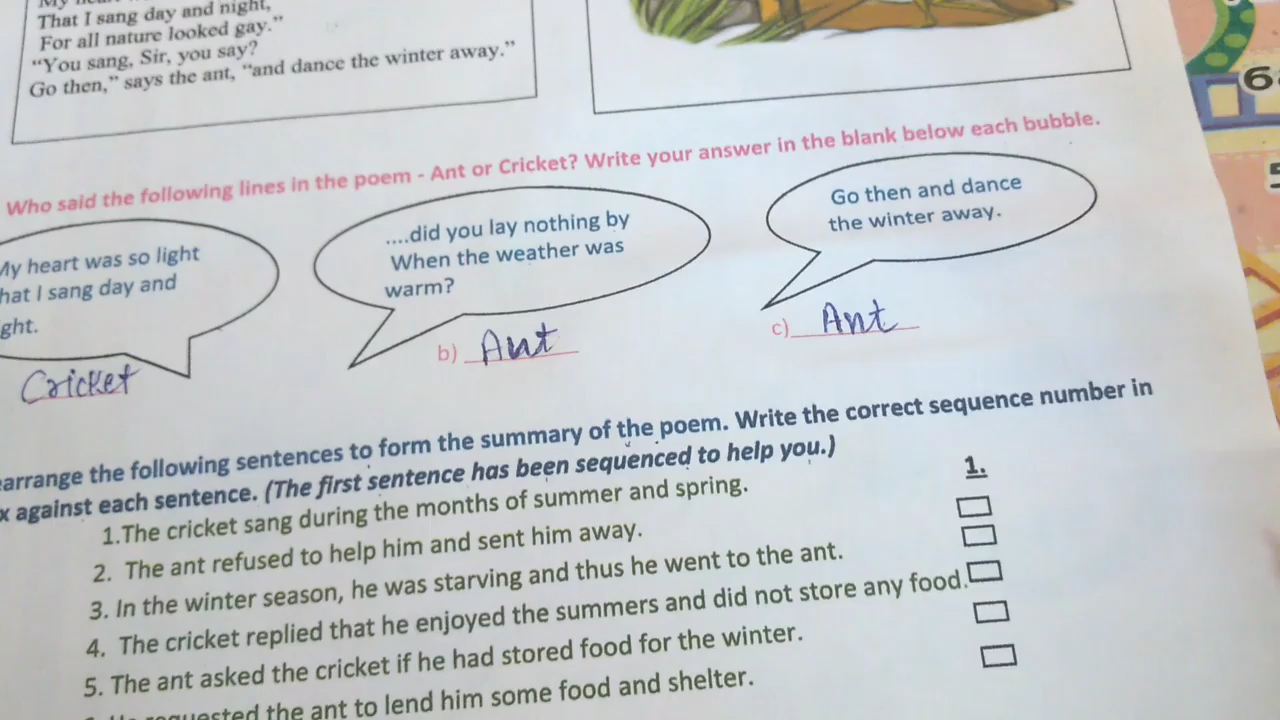 That I sang day and night,
For all nature looked gay."
"You sang, Sir, you say?
Go then," says the ant, "and dance the winter away."
Who said the following lines in the poem - Ant or Cricket? Write your answer in the blank below each bubble.
My heart was so light
that I sang day and
....did you lay nothing by
When the weather was
warm?
Go then and dance
the winter away.
Cricket
b) Ant
c) Ant
the following sentences to form the summary of the poem. Write the correct sequence number in
against each sentence. (The first sentence has been sequenced to help you.)
1.The cricket sang during the months of summer and spring.
1.
2. The ant refused to help him and sent him away.
3. In the winter season, he was starving and thus he went to the ant.
4. The cricket replied that he enjoyed the summers and did not store any food.
5. The ant asked the cricket if he had stored food for the winter.
requested the ant to lend him some food and shelter.
6